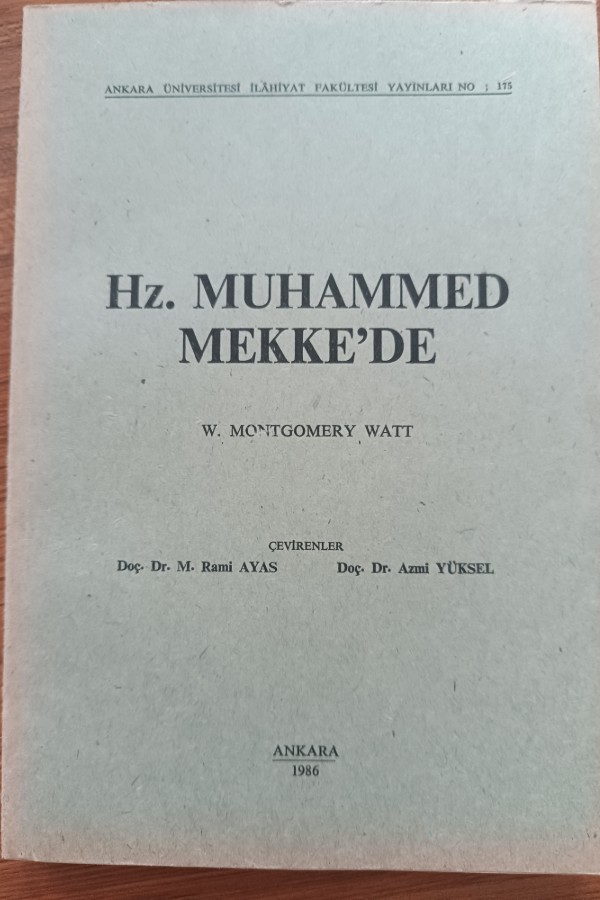 ANKARA ÜNİVERSİTESİ İLÂHİYAT FAKÜLTESİ YAYINLARI NO ; 175
Hz. MUHAMMED
MEKKE'DE
W. MONTGOMERY WATT
ÇEVİRENLER
Doç. Dr. M. Rami AYAS Doç. Dr. Azmi YÜKSEL
ANKARA
1986